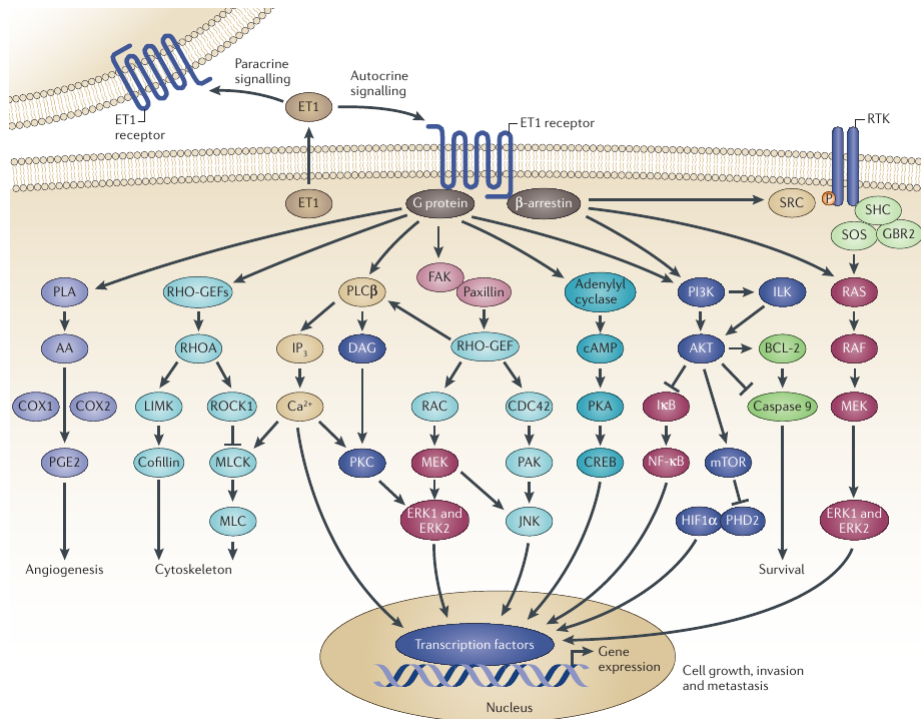 Paracrine
signalling
Autocrine
signalling
ET1
ET1
receptor
ET1 receptor
RTK
ET1
G protein
β-arrestin
SRC
P
SHC
SOS
GBR2
PLA
RHO-GEFs
PLCβ
FAK
Paxillin
Adenylyl
cyclase
PI3K
ILK
RAS
AA
RHOA
IP3
DAG
RHO-GEF
cAMP
AKT
BCL-2
RAF
COX1
COX2
LIMK
ROCK1
Ca2+
RAC
CDC42
PKA
IκB
Caspase 9
MEK
PGE2
Cofillin
MLCK
PKC
MEK
PAK
CREB
NF-κB
mTOR
MLC
ERK1 and
ERK2
JNK
HIF1α
PHD2
ERK1 and
ERK2
Angiogenesis
Cytoskeleton
Survival
Transcription factors
Gene
expression
Nucleus
Cell growth, invasion
and metastasis